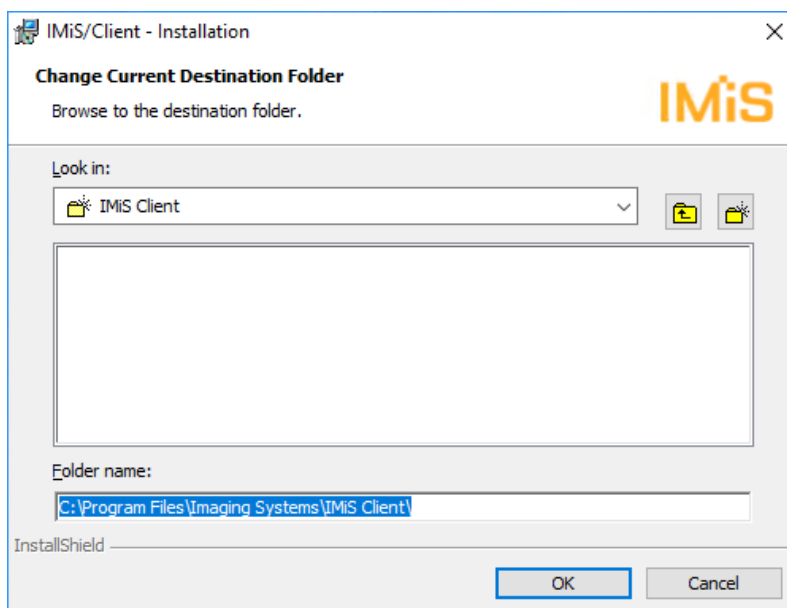 IMiS/Client - Installation
Change Current Destination Folder
Browse to the destination folder.
IMiS
Look in:
IMiS Client
Folder name:
C:\Program Files\Imaging Systems\IMiS Client\
InstallShield
OK
Cancel